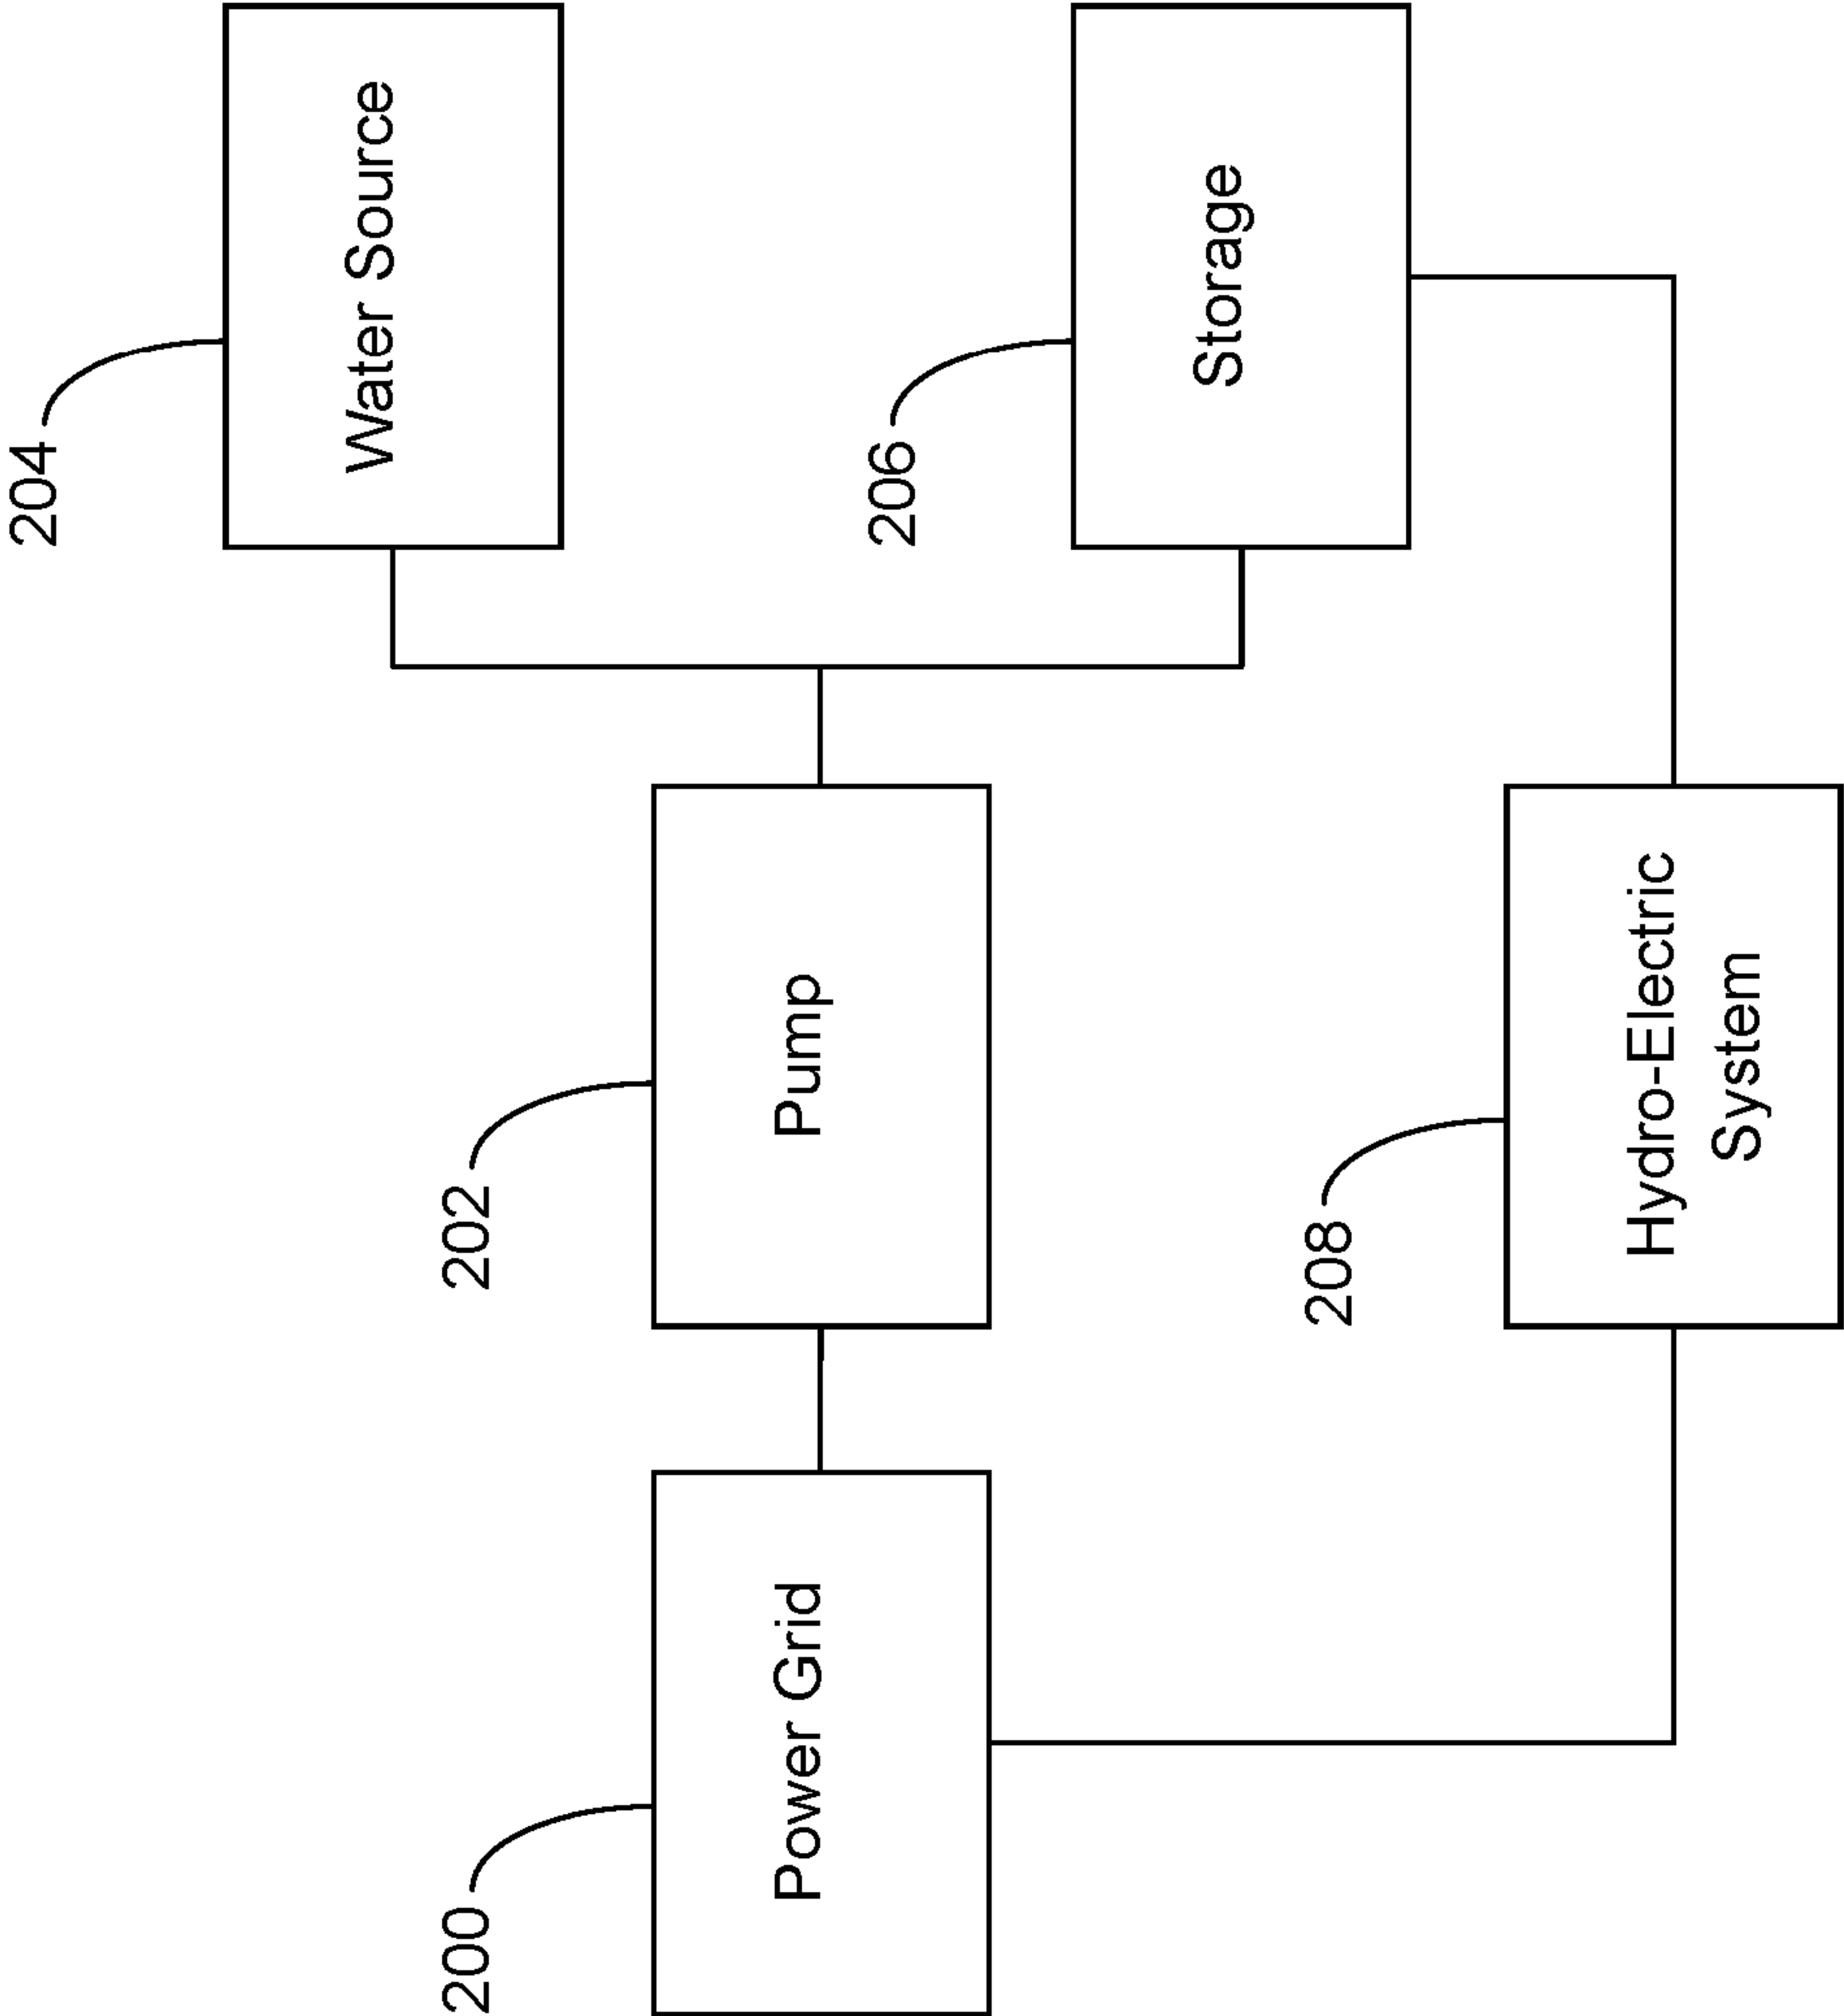 204
Water Source
202
Pump
200
Power Grid
206
Storage
208
Hydro-Electric
System